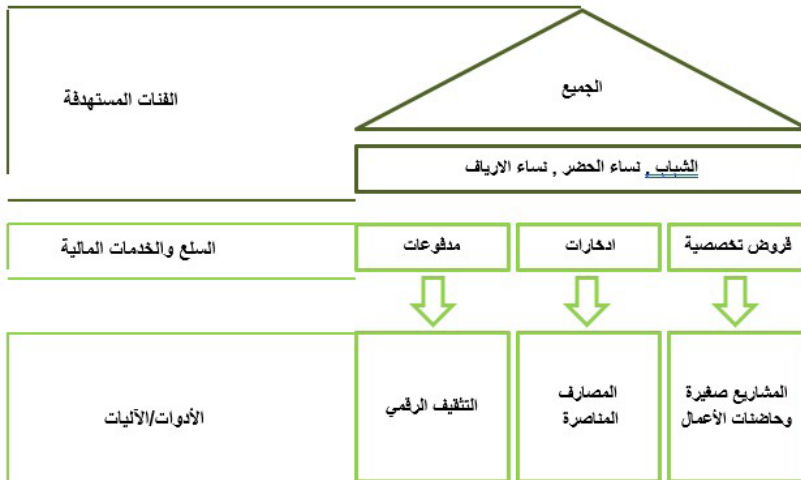 الجميع
الفئات المستهدفة
الشباب , نساء الحضر , نساء الارياف
قروض تخصصية
ادخارات
مدفوعات
السلع والخدمات المالية
المشاريع صغيرة
وحاضنات الأعمال
المصارف
المناصرة
التثقيف الرقمي
الأدوات/الآليات